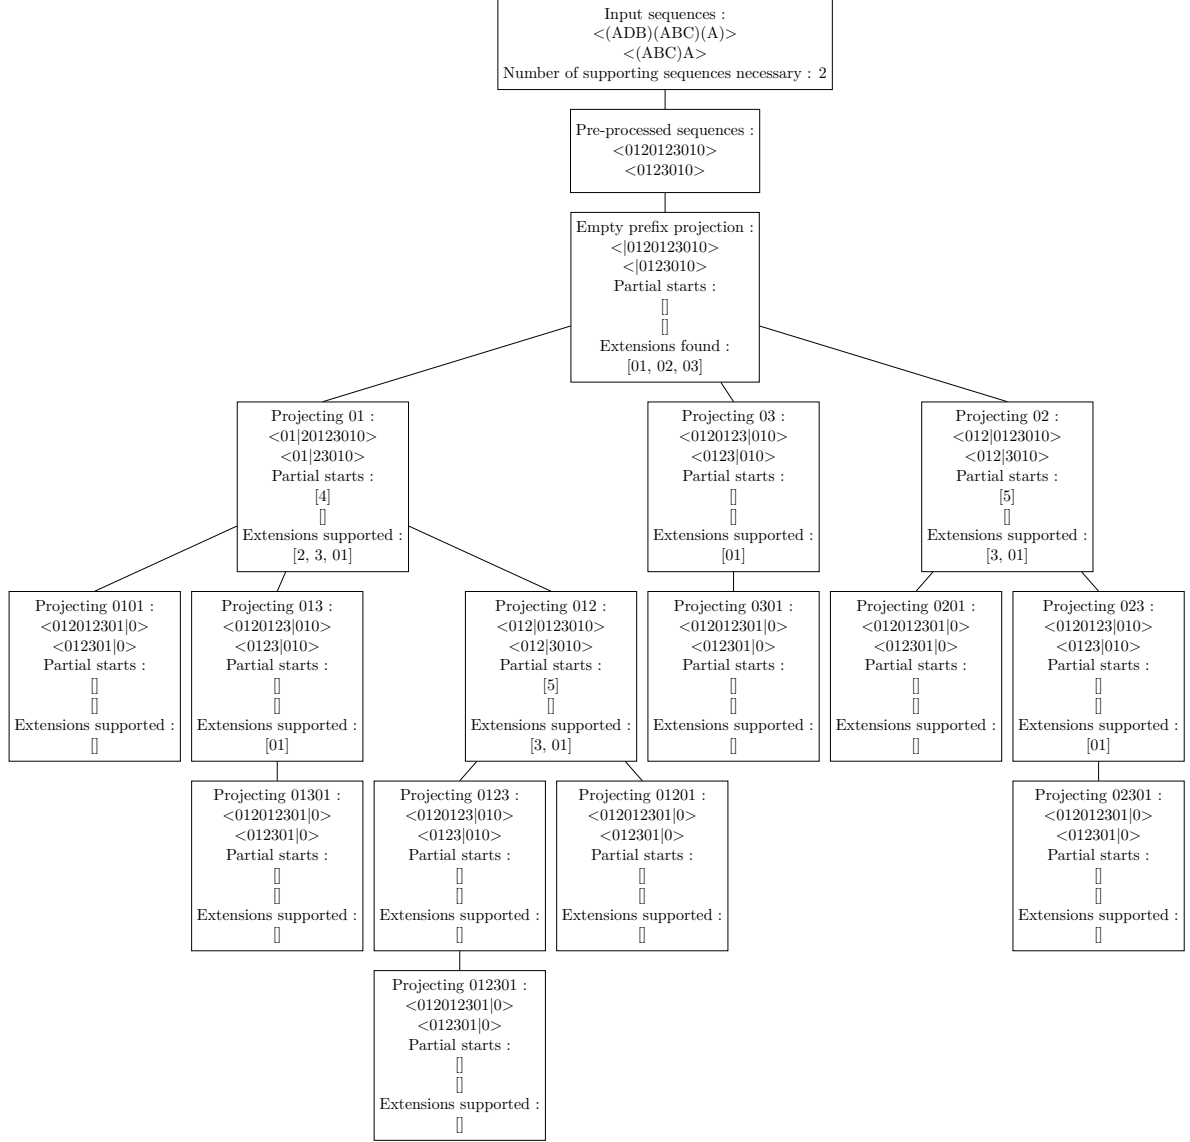 Input sequences :
<(ADB)(ABC)(A)>
<(ABC)A>
Number of supporting sequences necessary : 2
Pre-processed sequences :
<0120123010>
<0123010>
Empty prefix projection :
<|0120123010>
<|0123010>
Partial starts :
[]
[]
Extensions found :
[01, 02, 03]
Projecting 01 :
<01|20123010>
<01|23010>
Partial starts :
[4]
[]
Extensions supported :
[2, 3, 01]
Projecting 03 :
<0120123|010>
<0123|010>
Partial starts :
[]
[]
Extensions supported :
[01]
Projecting 02 :
<012|0123010>
<012|3010>
Partial starts :
[5]
[]
Extensions supported :
[3, 01]
Projecting 0101 :
<012012301|0>
<012301|0>
Partial starts :
[]
[]
Extensions supported :
[]
Projecting 013 :
<0120123|010>
<0123|010>
Partial starts :
[]
[]
Extensions supported :
[01]
Projecting 012 :
<012|0123010>
<012|3010>
Partial starts :
[5]
[]
Extensions supported :
[3, 01]
Projecting 0301 :
<012012301|0>
<012301|0>
Partial starts :
[]
[]
Extensions supported :
[]
Projecting 0201 :
<012012301|0>
<012301|0>
Partial starts :
[]
[]
Extensions supported :
[]
Projecting 023 :
<0120123|010>
<0123|010>
Partial starts :
[]
[]
Extensions supported :
[01]
Projecting 01301 :
<012012301|0>
<012301|0>
Partial starts :
[]
[]
Extensions supported :
[]
Projecting 0123 :
<0120123|010>
<0123|010>
Partial starts :
[]
[]
Extensions supported :
[]
Projecting 01201 :
<012012301|0>
<012301|0>
Partial starts :
[]
[]
Extensions supported :
[]
Projecting 02301 :
<012012301|0>
<012301|0>
Partial starts :
[]
[]
Extensions supported :
[]
Projecting 012301 :
<012012301|0>
<012301|0>
Partial starts :
[]
[]
Extensions supported :
[]